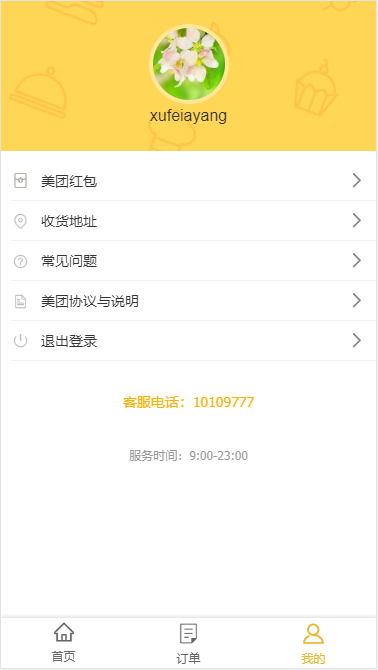 xufeiayang
美团红包
收货地址
常见问题
美团协议与说明
退出登录
客服电话：10109777
服务时间：9:00-23:00
首页
订单
我的